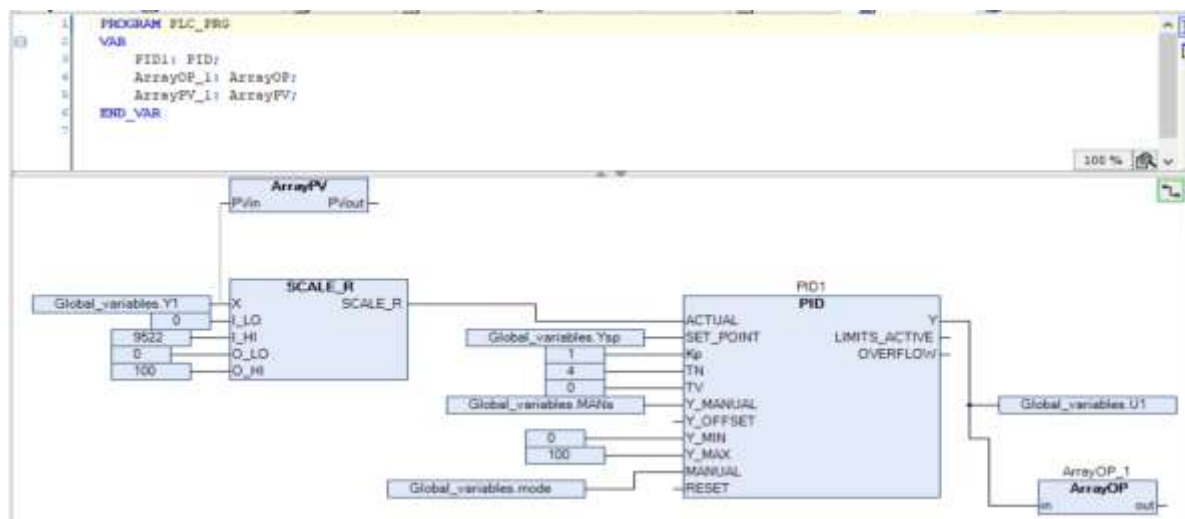 1 PROGRAM PLC_PRG
2 VAR
3 PID1: PID;
4 ArrayOP_1: ArrayOP;
5 ArrayPV_1: ArrayPV;
6 END_VAR
7
100 %
ArrayPV
PVin PVout
SCALE_R
Global_variables.Y1 X SCALE_R
0 I_LO
9522 I_HI
0 O_LO
100 O_HI
PID1
PID
ACTUAL Y
Global_variables.Ysp SET_POINT LIMITS_ACTIVE
1 Kp OVERFLOW
4 TN
0 TV
Global_variables.MANs Y_MANUAL
Global_variables.U1
Y_OFFSET
0 Y_MIN
100 Y_MAX
MANUAL
Global_variables.mode RESET
ArrayOP_1
ArrayOP
in out